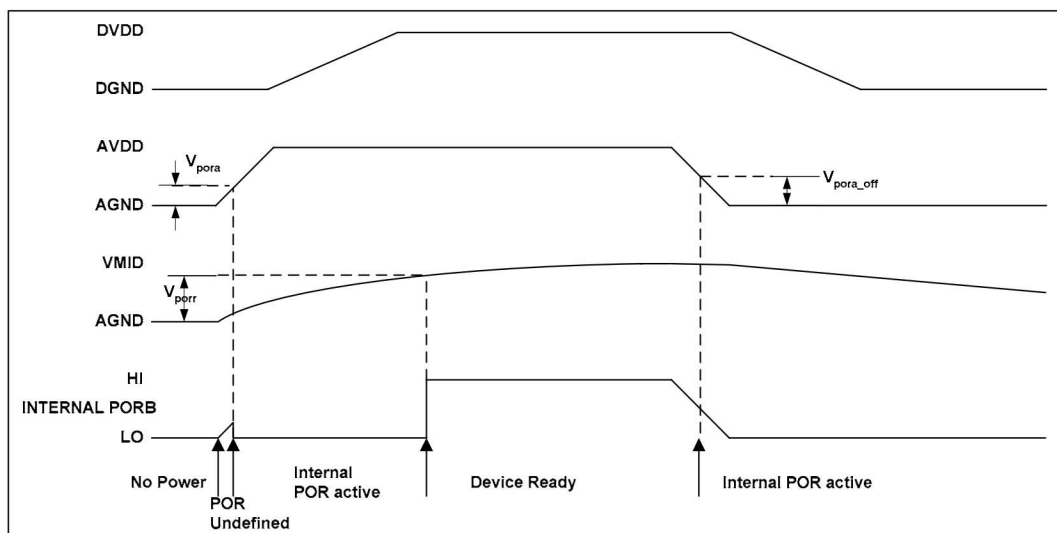 DVDD
DGND
AVDD
Vpora
Vpora_off
AGND
VMID
Vporr
AGND
HI
INTERNAL PORB
LO
No Power
POR
Undefined
Internal
POR active
Device Ready
Internal POR active